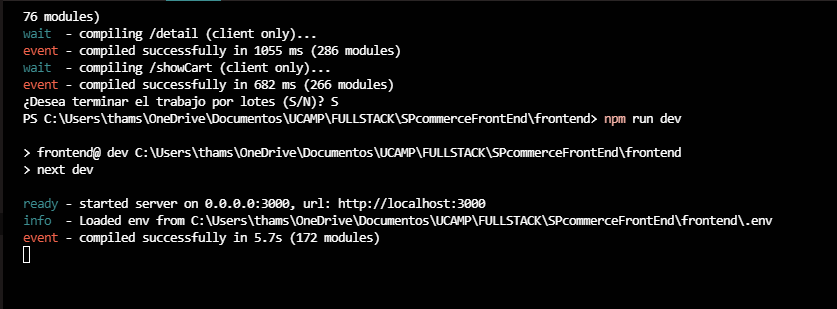 76 modules)
wait  - compiling /detail (client only)...
event - compiled successfully in 1055 ms (286 modules)
wait  - compiling /showCart (client only)...
event - compiled successfully in 682 ms (266 modules)
¿Desea terminar el trabajo por lotes (S/N)? S
PS C:\Users\thams\OneDrive\Documentos\UCAMP\FULLSTACK\SPcommerceFrontEnd\frontend> npm run dev
> frontend@ dev C:\Users\thams\OneDrive\Documentos\UCAMP\FULLSTACK\SPcommerceFrontEnd\frontend
> next dev
ready - started server on 0.0.0.0:3000, url: http://localhost:3000
info  - Loaded env from C:\Users\thams\OneDrive\Documentos\UCAMP\FULLSTACK\SPcommerceFrontEnd\frontend\.env
event - compiled successfully in 5.7s (172 modules)